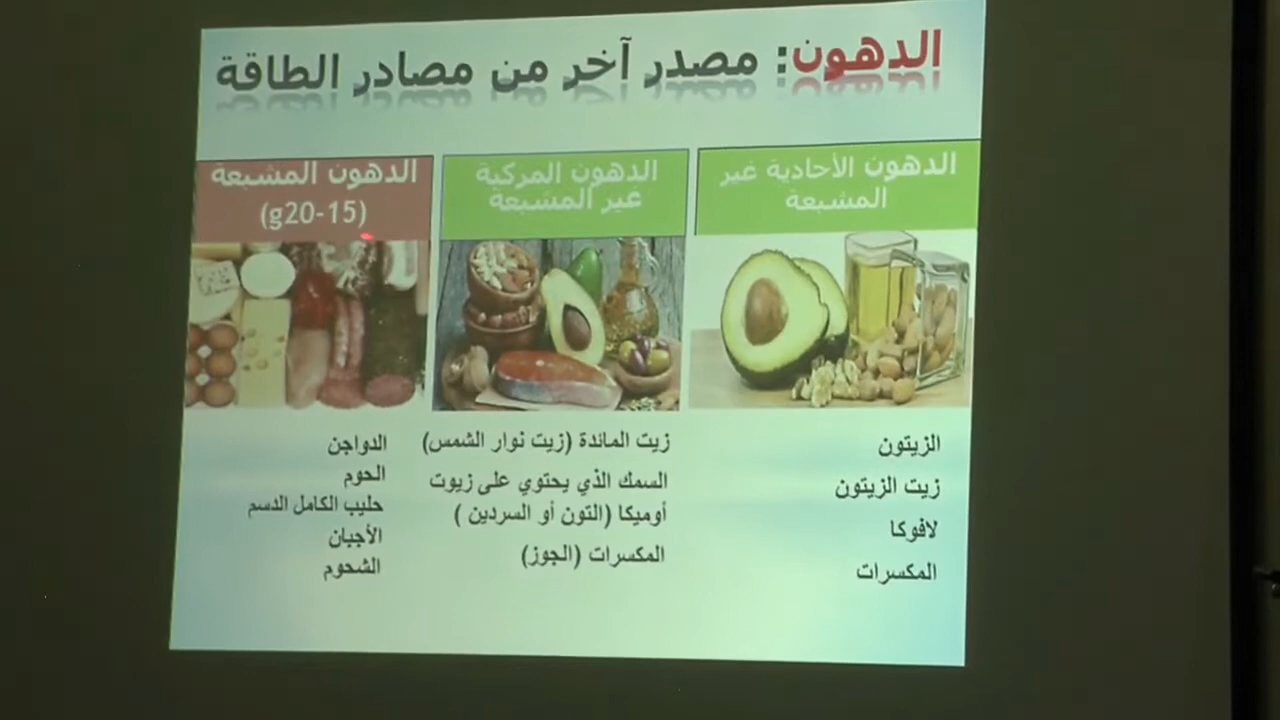 الدهون: مصدر آخر من مصادر الطاقة
الدهون الأحادية غير
المشبعة
الزيتون
زيت الزيتون
لافوكا
المكسرات
الدهون المركبة
غير المشبعة
زيت المائدة (زيت نوار الشمس)
السمك الذي يحتوي على زيوت
أوميكا (التون أو السردين )
المكسرات (الجوز)
الدهون المشبعة
(g20-15)
الدواجن
الحوم
حليب الكامل الدسم
الأجبان
الشحوم